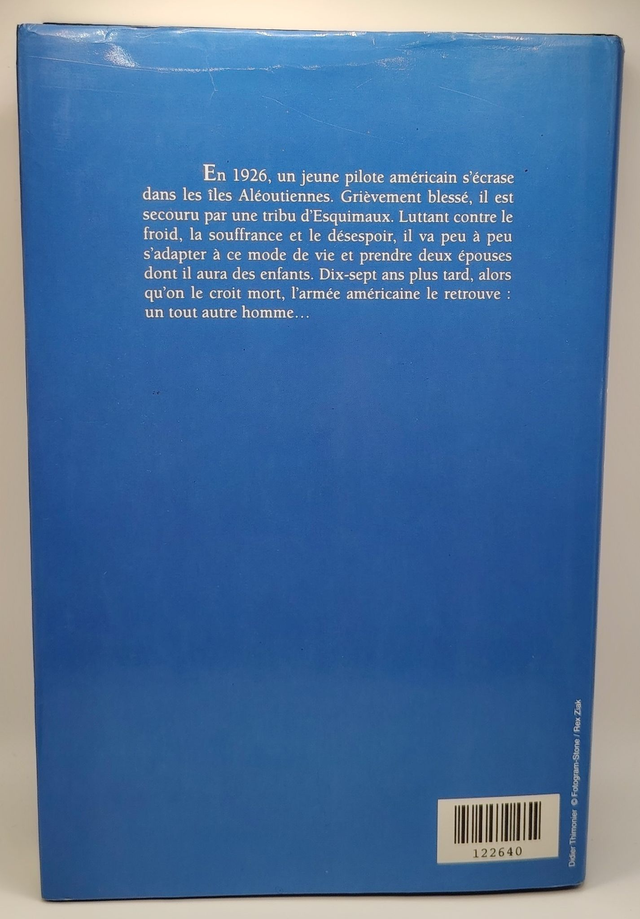 En 1926, un jeune pilote américain s'écrase
dans les îles Aléoutiennes. Grièvement blessé, il est
secouru par une tribu d'Esquimaux. Luttant contre le
froid, la souffrance et le désespoir, il va peu à peu
s'adapter à ce mode de vie et prendre deux épouses
dont il aura des enfants. Dix-sept ans plus tard, alors
qu'on le croit mort, l'armée américaine le retrouve :
un tout autre homme...
Didier Thimonier © Fotogram-Stone / Rex Ziak
122640